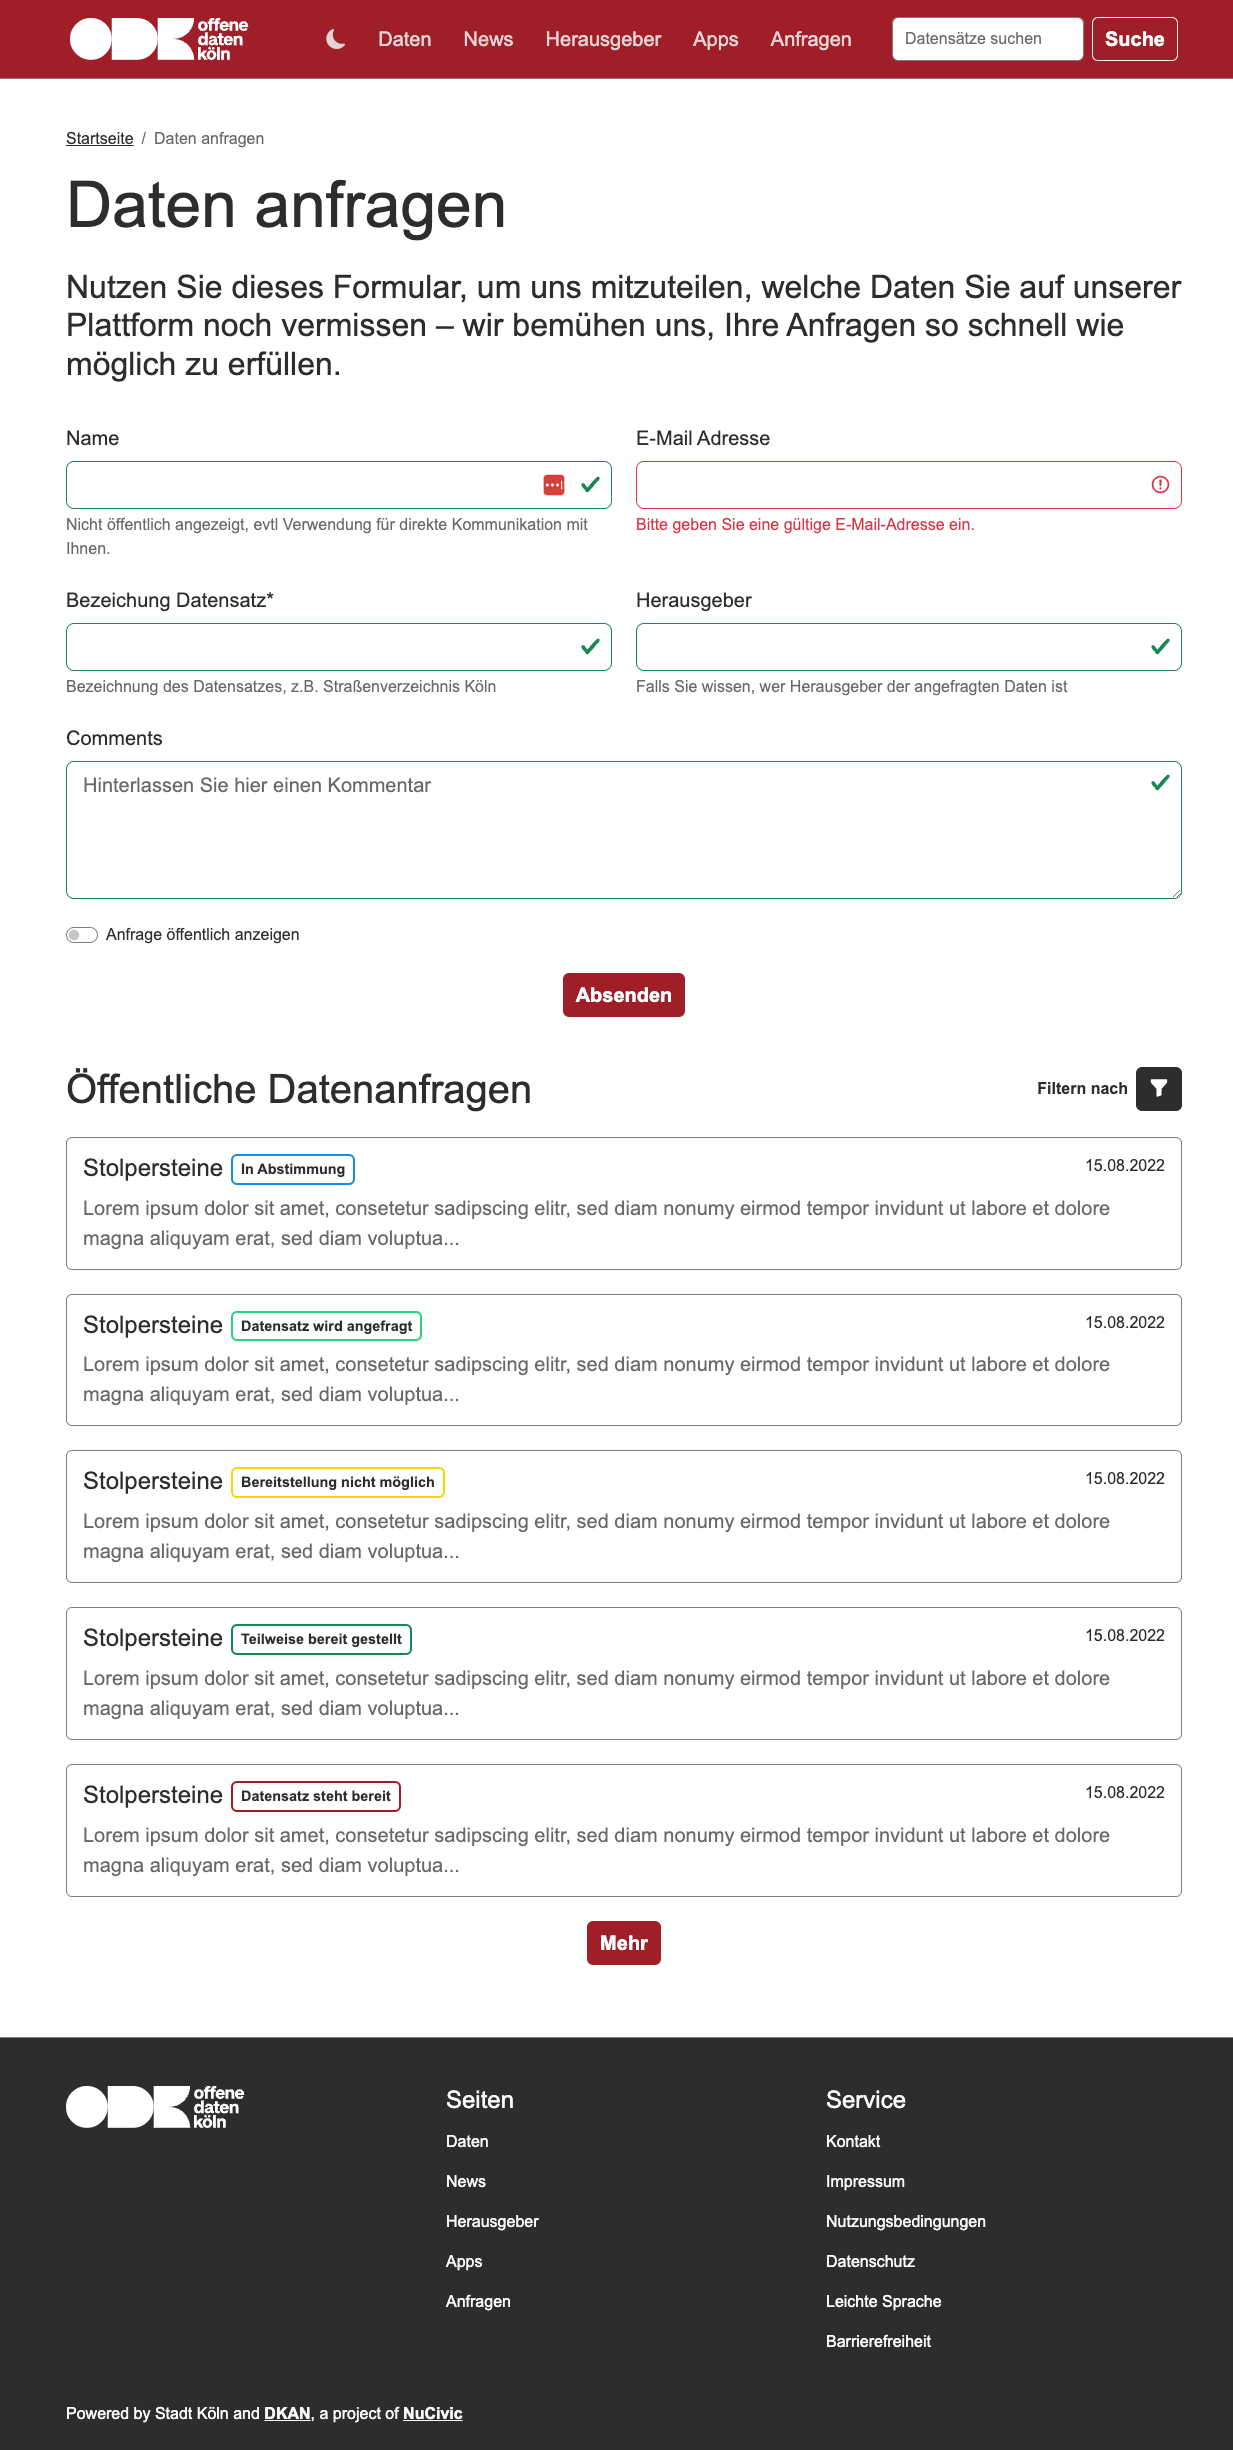 offene
daten
köln
Daten News Herausgeber Apps Anfragen
Datensätze suchen
Suche
Startseite / Daten anfragen
Daten anfragen
Nutzen Sie dieses Formular, um uns mitzuteilen, welche Daten Sie auf unserer
Plattform noch vermissen – wir bemühen uns, Ihre Anfragen so schnell wie
möglich zu erfüllen.
Name
Nicht öffentlich angezeigt, evtl Verwendung für direkte Kommunikation mit
Ihnen.
E-Mail Adresse
Bitte geben Sie eine gültige E-Mail-Adresse ein.
Bezeichung Datensatz*
Bezeichnung des Datensatzes, z.B. Straßenverzeichnis Köln
Herausgeber
Falls Sie wissen, wer Herausgeber der angefragten Daten ist
Comments
Hinterlassen Sie hier einen Kommentar
Anfrage öffentlich anzeigen
Absenden
Öffentliche Datenanfragen
Filtern nach
Stolpersteine In Abstimmung 15.08.2022
Lorem ipsum dolor sit amet, consetetur sadipscing elitr, sed diam nonumy eirmod tempor invidunt ut labore et dolore
magna aliquyam erat, sed diam voluptua...
Stolpersteine Datensatz wird angefragt 15.08.2022
Lorem ipsum dolor sit amet, consetetur sadipscing elitr, sed diam nonumy eirmod tempor invidunt ut labore et dolore
magna aliquyam erat, sed diam voluptua...
Stolpersteine Bereitstellung nicht möglich 15.08.2022
Lorem ipsum dolor sit amet, consetetur sadipscing elitr, sed diam nonumy eirmod tempor invidunt ut labore et dolore
magna aliquyam erat, sed diam voluptua...
Stolpersteine Teilweise bereit gestellt 15.08.2022
Lorem ipsum dolor sit amet, consetetur sadipscing elitr, sed diam nonumy eirmod tempor invidunt ut labore et dolore
magna aliquyam erat, sed diam voluptua...
Stolpersteine Datensatz steht bereit 15.08.2022
Lorem ipsum dolor sit amet, consetetur sadipscing elitr, sed diam nonumy eirmod tempor invidunt ut labore et dolore
magna aliquyam erat, sed diam voluptua...
Mehr
offene
daten
köln
Seiten
Daten
News
Herausgeber
Apps
Anfragen
Service
Kontakt
Impressum
Nutzungsbedingungen
Datenschutz
Leichte Sprache
Barrierefreiheit
Powered by Stadt Köln and DKAN, a project of NuCivic